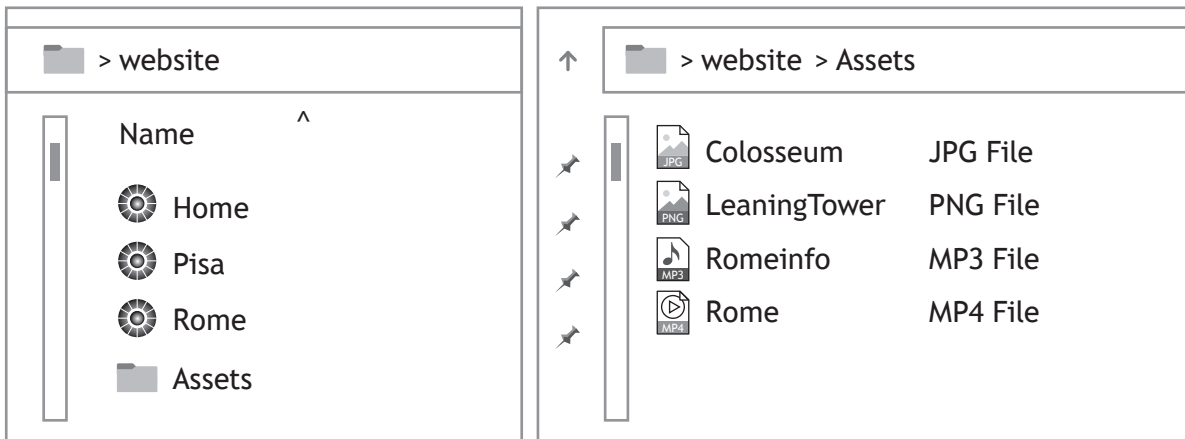 > website
Name ^
Home
Pisa
Rome
Assets
> website > Assets
JPG Colosseum JPG File
PNG LeaningTower PNG File
MP3 Romeinfo MP3 File
MP4 Rome MP4 File